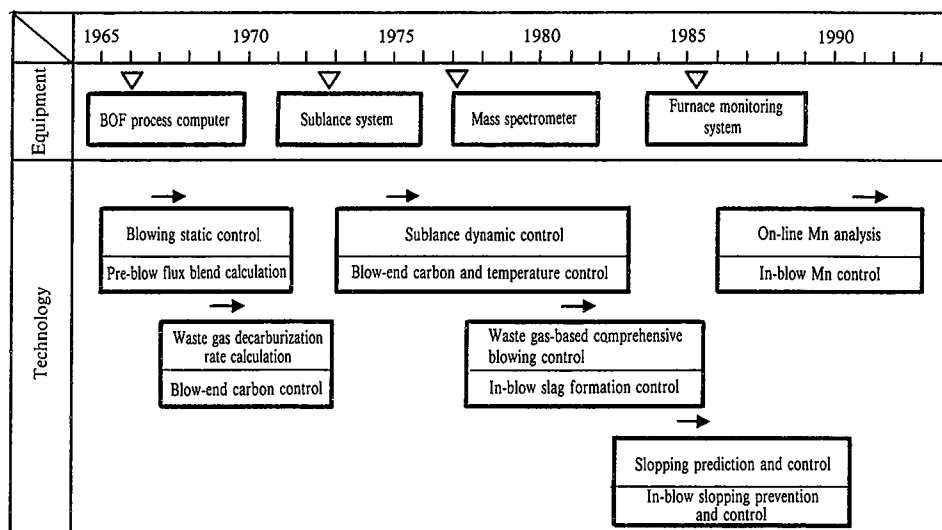 1965 1970 1975 1980 1985 1990
Equipment
BOF process computer
Sublance system
Mass spectrometer
Furnace monitoring
system
Technology
Blowing static control
Pre-blow flux blend calculation
Sublance dynamic control
Blow-end carbon and temperature control
On-line Mn analysis
In-blow Mn control
Waste gas decarburization
rate calculation
Blow-end carbon control
Waste gas-based comprehensive
blowing control
In-blow slag formation control
Slopping prediction and control
In-blow slopping prevention
and control